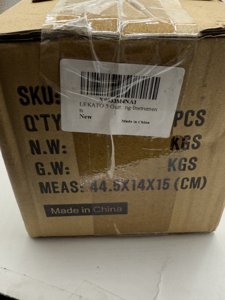 LEKATO
New
Made in China
SKU:
Q'TY
PCS
N.W: KGS
G.W: KGS
MEAS: 44.5X14X15 (CM)
Made in China